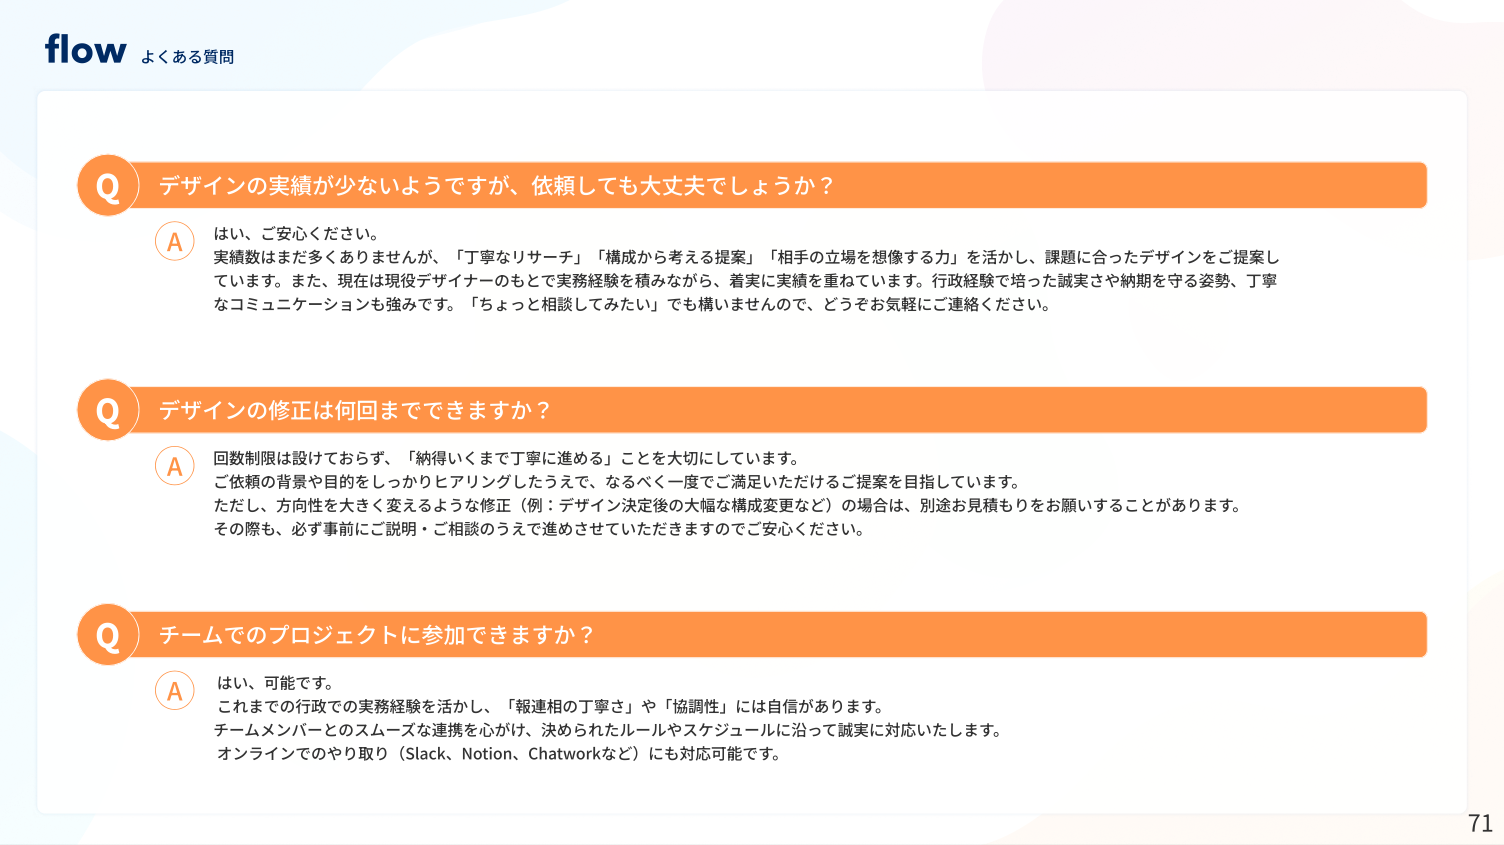 flow よくある質問
Q デザインの実績が少ないようですが、依頼しても大丈夫でしょうか？
A はい、ご安心ください。
実績数はまだ多くありませんが、「丁寧なリサーチ」「構成から考える提案」「相手の立場を想像する力」を活かし、課題に合ったデザインをご提案し
ています。また、現在は現役デザイナーのもとで実務経験を積みながら、着実に実績を重ねています。行政経験で培った誠実さや納期を守る姿勢、丁寧
なコミュニケーションも強みです。「ちょっと相談してみたい」でも構いませんので、どうぞお気軽にご連絡ください。
Q デザインの修正は何回までできますか？
A 回数制限は設けておらず、「納得いくまで丁寧に進める」ことを大切にしています。
ご依頼の背景や目的をしっかりヒアリングしたうえで、なるべく一度でご満足いただけるご提案を目指しています。
ただし、方向性を大きく変えるような修正（例：デザイン決定後の大幅な構成変更など）の場合は、別途お見積もりをお願いすることがあります。
その際も、必ず事前にご説明・ご相談のうえで進めさせていただきますのでご安心ください。
Q チームでのプロジェクトに参加できますか？
A はい、可能です。
これまでの行政での実務経験を活かし、「報連相の丁寧さ」や「協調性」には自信があります。
チームメンバーとのスムーズな連携を心がけ、決められたルールやスケジュールに沿って誠実に対応いたします。
オンラインでのやり取り（Slack、Notion、Chatworkなど）にも対応可能です。
71